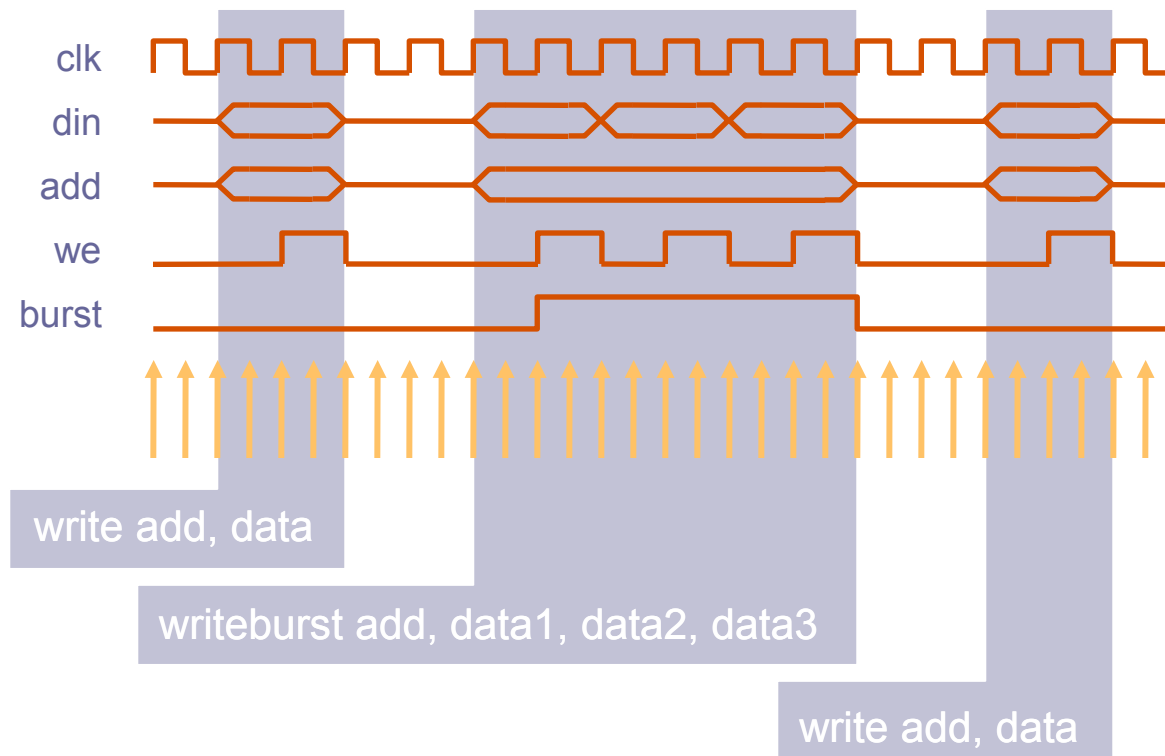 clk
din
add
we
burst
write add, data
writeburst add, data1, data2, data3
write add, data